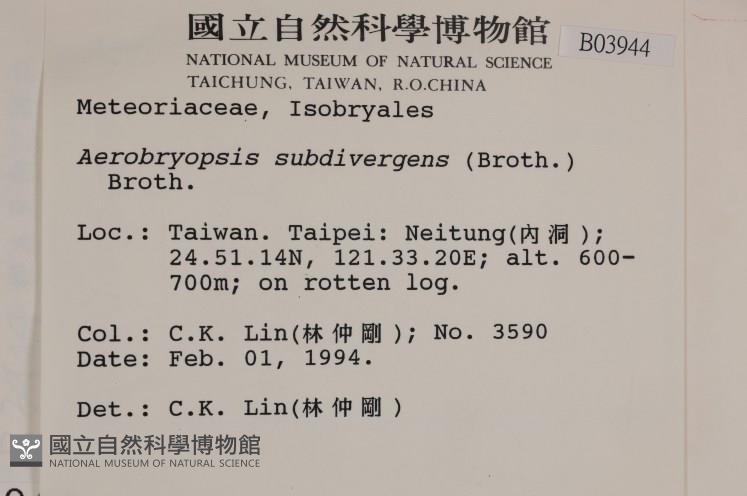 國立自然科學博物館
B03944
NATIONAL MUSEUM OF NATURAL SCIENCE
TAICHUNG, TAIWAN, R.O.CHINA
Meteoriaceae, Isobryales
Aerobryopsis subdivergens (Broth.)
Broth.
Loc.: Taiwan. Taipei: Neitung(內洞);
24.51.14N, 121.33.20E; alt. 600-
700m; on rotten log.
Col.: C.K. Lin(林仲剛); No. 3590
Date: Feb. 01, 1994.
Det.: C.K. Lin(林仲剛)
國立自然科學博物館
NATIONAL MUSEUM OF NATURAL SCIENCE